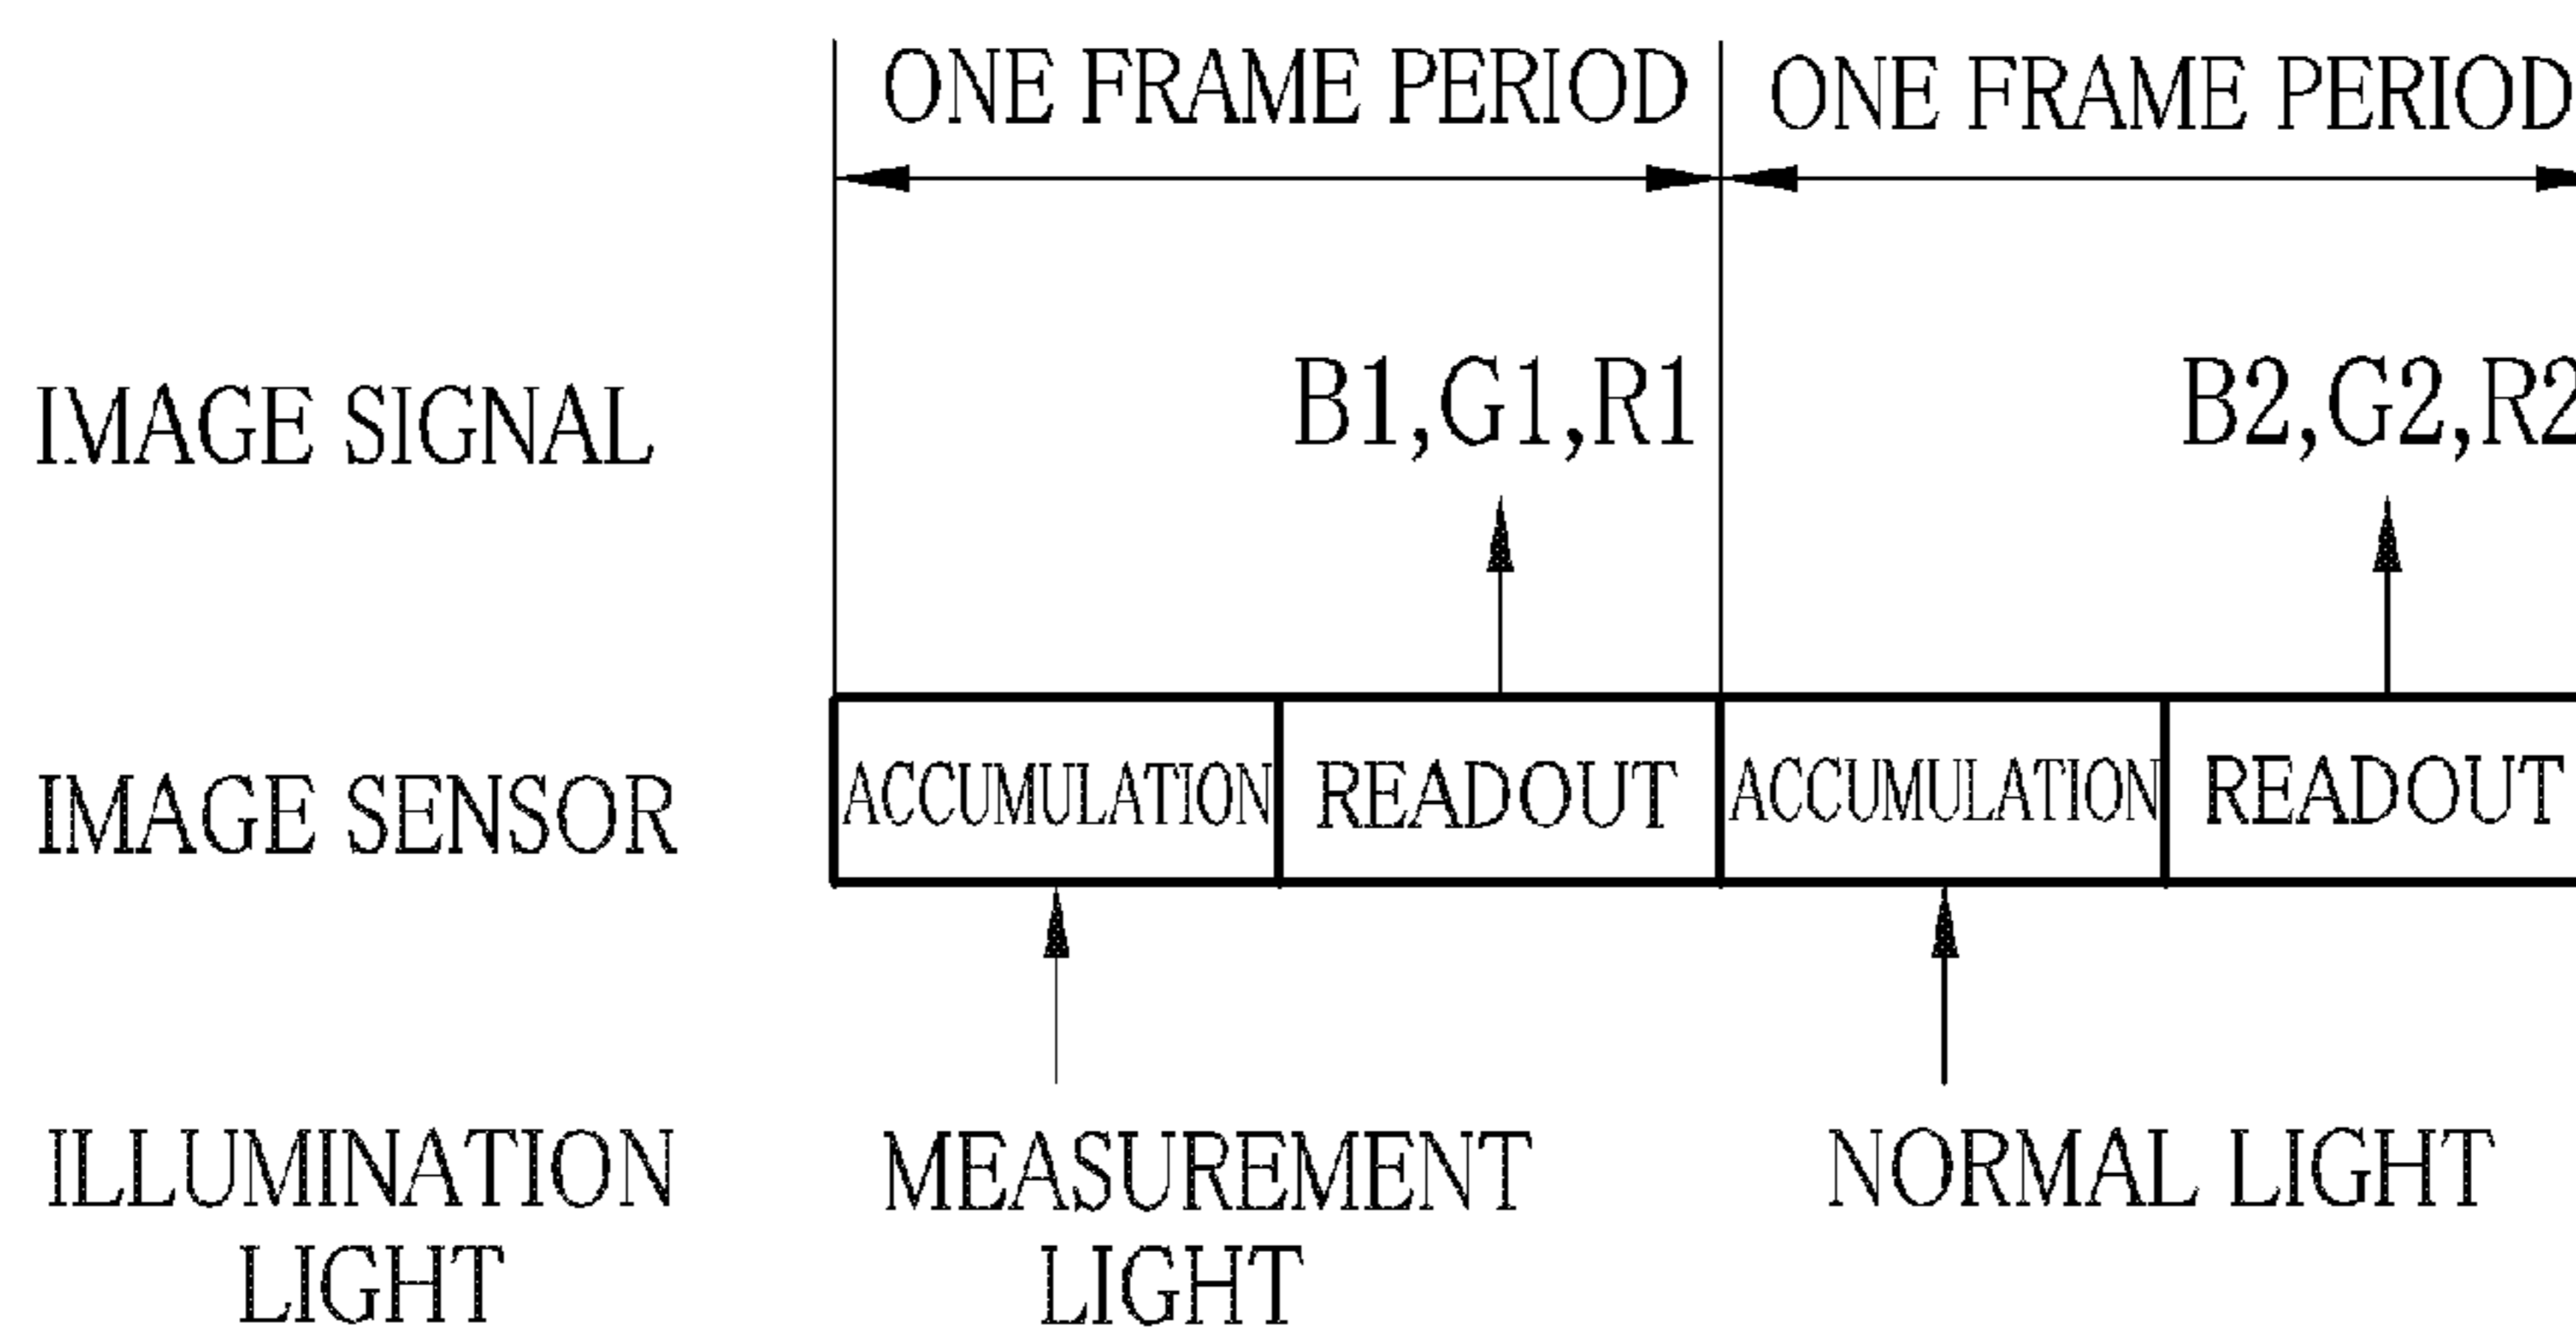 ONE FRAME PERIOD ONE FRAME PERIOD
IMAGE SIGNAL B1,G1,R1 B2,G2,R2
IMAGE SENSOR ACCUMULATION READOUT ACCUMULATION READOUT
ILLUMINATION MEASUREMENT NORMAL LIGHT
LIGHT LIGHT